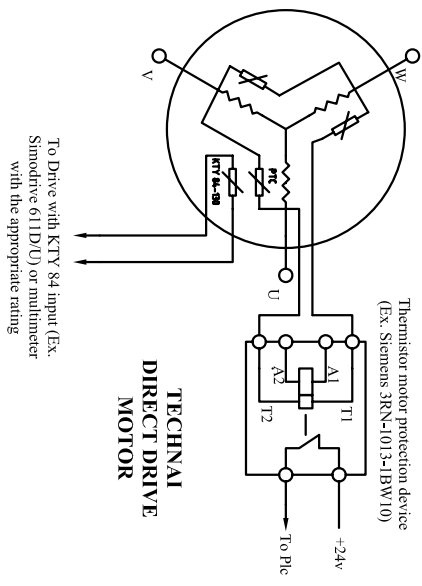 W
V
U
PTC
KTY 84-130
To Drive with KTY 84 input (Ex.
Simodrive 611D/U) or multimeter
with the appropriate rating
Thermistor motor protection device
(Ex. Siemens 3RN-1013-1BW10)
T1
A1
A2
T2
+24v
To Plc
TECHNAI
DIRECT DRIVE
MOTOR